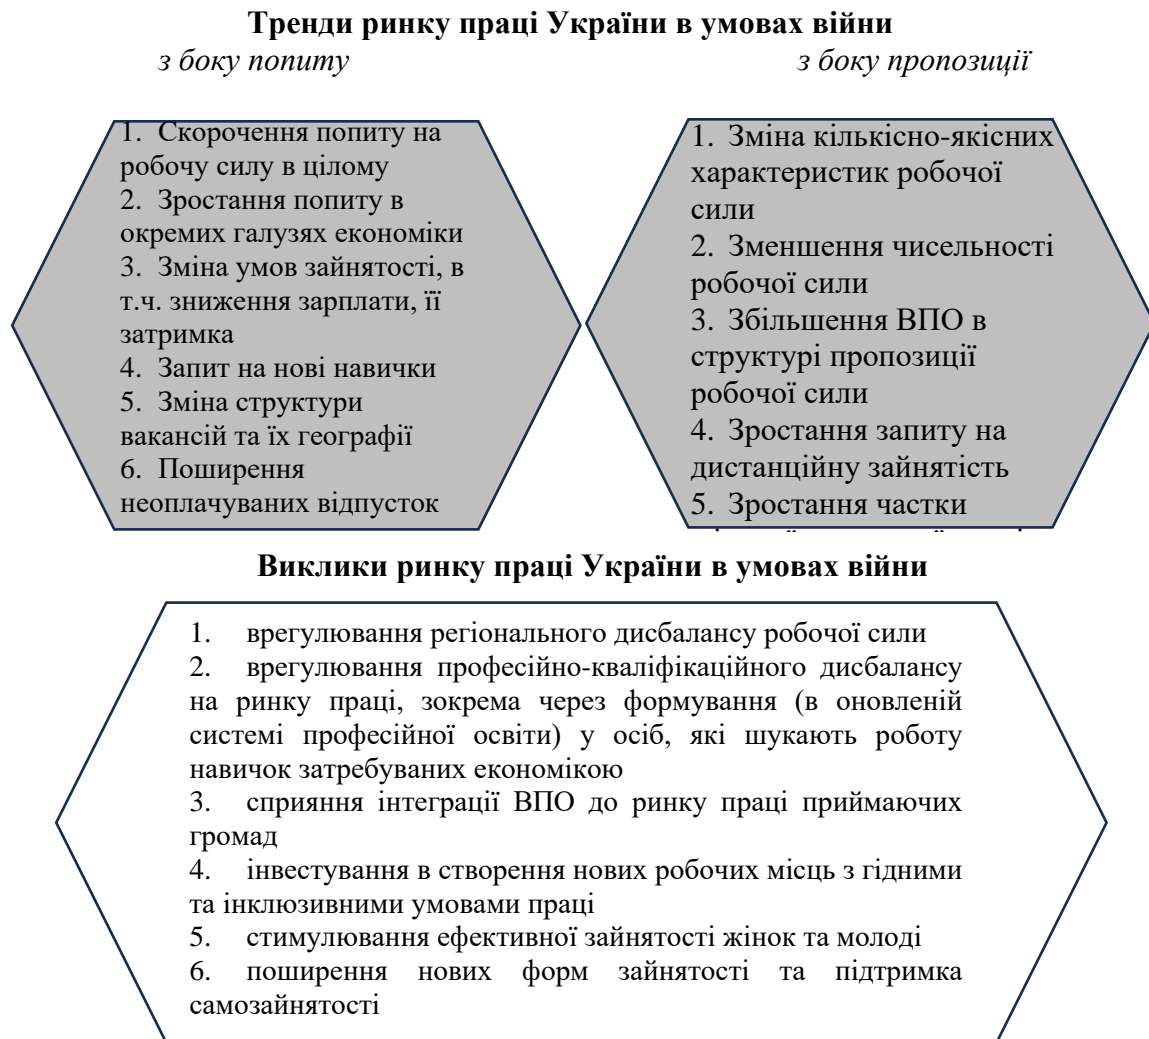 Тренди ринку праці України в умовах війни
з боку попиту
з боку пропозиції
1. Скорочення попиту на
робочу силу в цілому
2. Зростання попиту в
окремих галузях економіки
3. Зміна умов зайнятості, в
т.ч. зниження зарплати, її
затримка
4. Запит на нові навички
5. Зміна структури
вакансій та їх географії
6. Поширення
неоплачуваних відпусток
1. Зміна кількісно-якісних
характеристик робочої
сили
2. Зменшення чисельності
робочої сили
3. Збільшення ВПО в
структурі пропозиції
робочої сили
4. Зростання запиту на
дистанційну зайнятість
5. Зростання частки
Виклики ринку праці України в умовах війни
1. врегулювання регіонального дисбалансу робочої сили
2. врегулювання професійно-кваліфікаційного дисбалансу
на ринку праці, зокрема через формування (в оновленій
системі професійної освіти) у осіб, які шукають роботу
навичок затребуваних економікою
3. сприяння інтеграції ВПО до ринку праці приймаючих
громад
4. інвестування в створення нових робочих місць з гідними
та інклюзивними умовами праці
5. стимулювання ефективної зайнятості жінок та молоді
6. поширення нових форм зайнятості та підтримка
самозайнятості